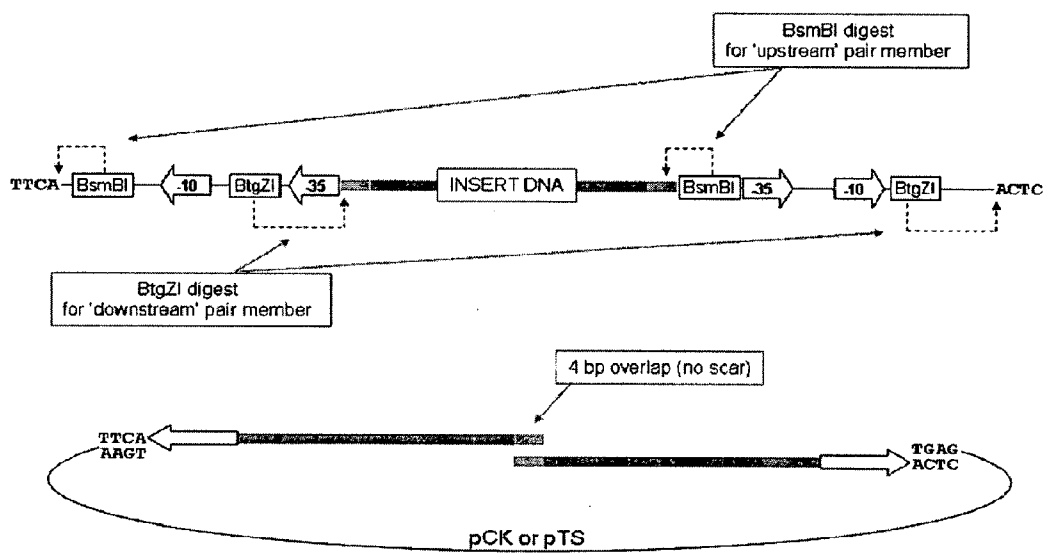 BsmBI digest
for 'upstream' pair member
TTCA BsmBI -10 BtgZI -35 INSERT DNA BsmBI -35 -10 BtgZI ACTC
BtgZI digest
for 'downstream' pair member
4 bp overlap (no scar)
TTCA
AAGT
TGAG
ACTC
pCK or pTS